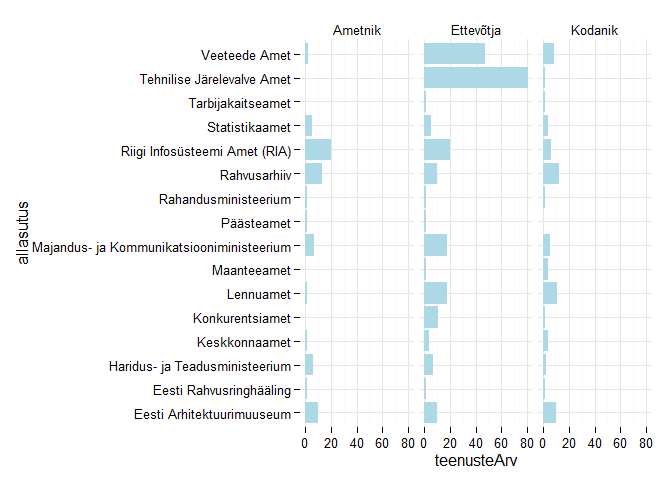 Ametnik Ettevõtja Kodanik
Veeteede Amet
Tehnilise Järelevalve Amet
Tarbijakaitseamet
Statistikaamet
Riigi Infosüsteemi Amet (RIA)
Rahvusarhiiv
Rahandusministeerium
Päästeamet
Majandus- ja Kommunikatsiooniministeerium
Maanteeamet
Lennuamet
Konkurentsiamet
Keskkonnaamet
Haridus- ja Teadusministeerium
Eesti Rahvusringhääling
Eesti Arhitektuurimuuseum
allasutus
0 20 40 60 80 0 20 40 60 80 0 20 40 60 80
teenusteArv